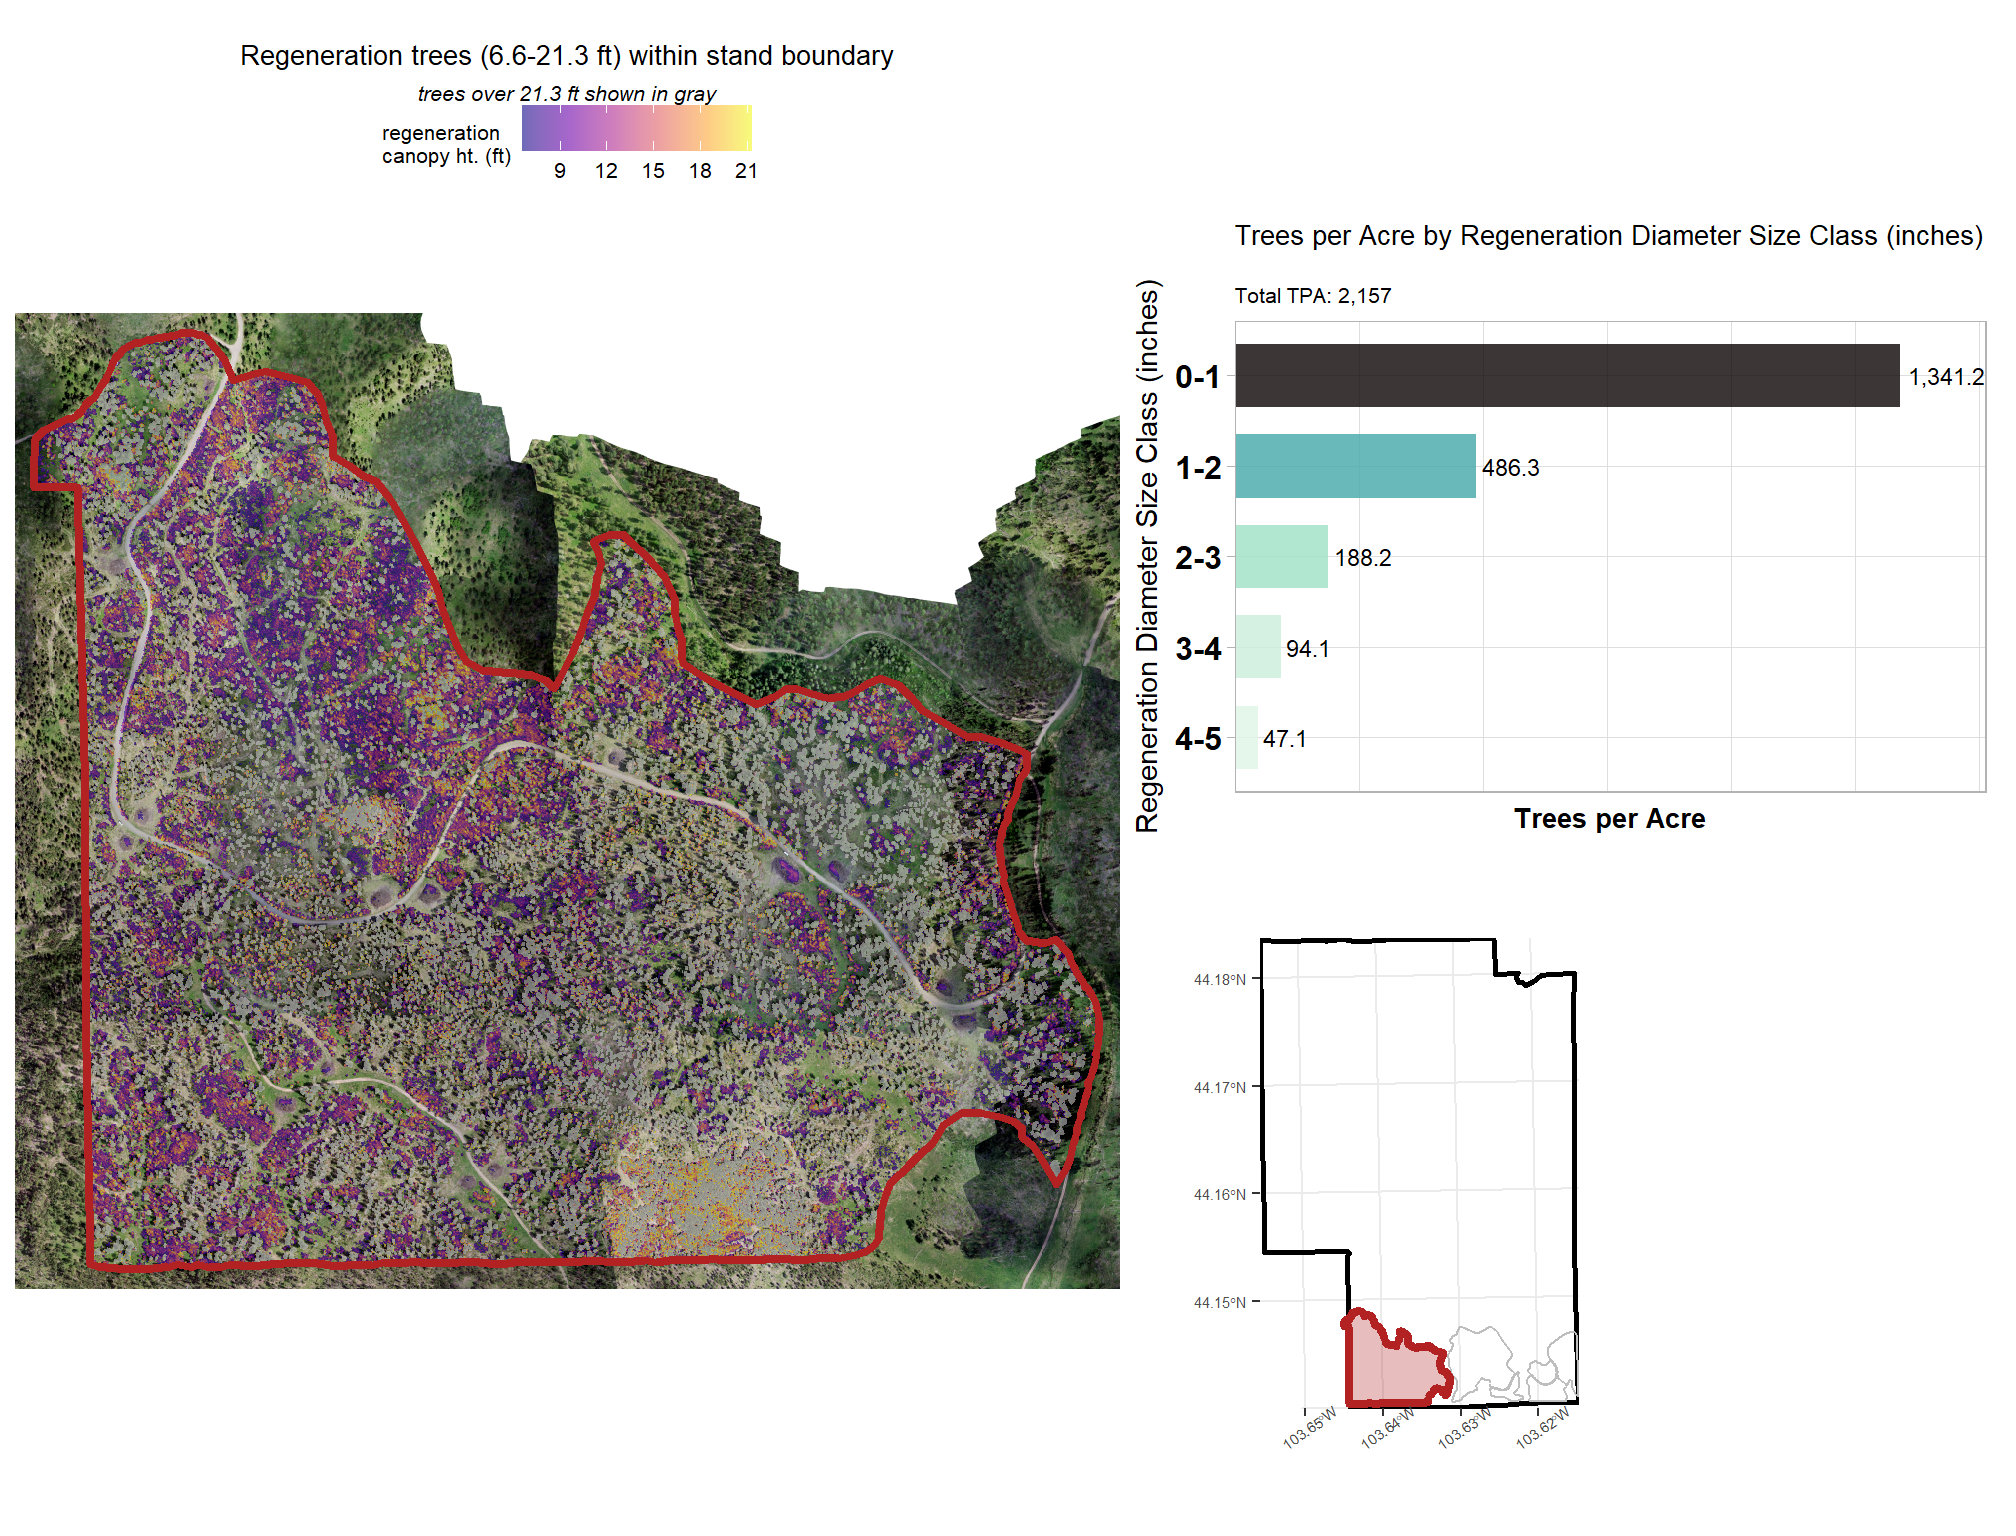 Regeneration trees (6.6-21.3 ft) within stand boundary
trees over 21.3 ft shown in gray
regeneration
canopy ht. (ft)
9 12 15 18 21
Trees per Acre by Regeneration Diameter Size Class (inches)
Total TPA: 2,157
Regeneration Diameter Size Class (inches)
0-1 1,341.2
1-2 486.3
2-3 188.2
3-4 94.1
4-5 47.1
Trees per Acre
44.18°N
44.17°N
44.16°N
44.15°N
103.65°W 103.64°W 103.63°W 103.62°W